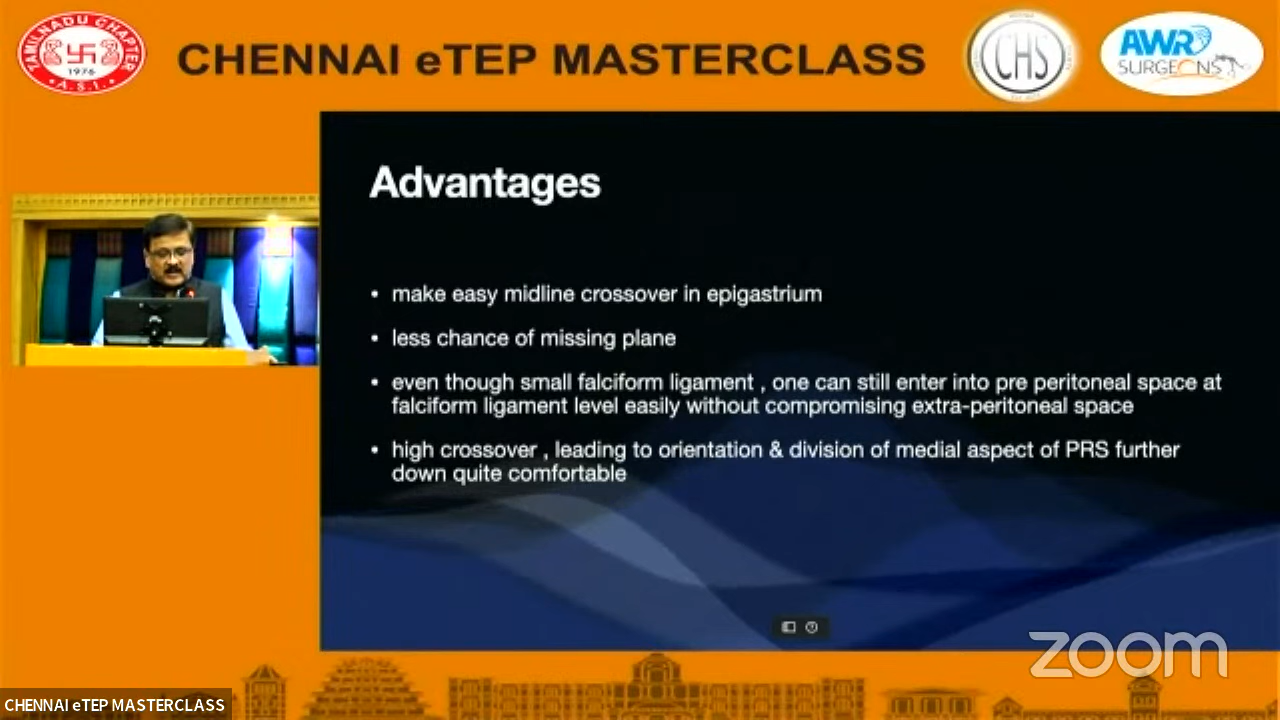 TAMILNADU CHAPTER
1976
A.S.I.
CHENNAI eTEP MASTERCLASS
CHS
AWR
SURGEONS
Advantages
• make easy midline crossover in epigastrium
• less chance of missing plane
• even though small falciform ligament , one can still enter into pre peritoneal space at
falciform ligament level easily without compromising extra-peritoneal space
• high crossover , leading to orientation & division of medial aspect of PRS further
down quite comfortable
zoom
CHENNAI eTEP MASTERCLASS